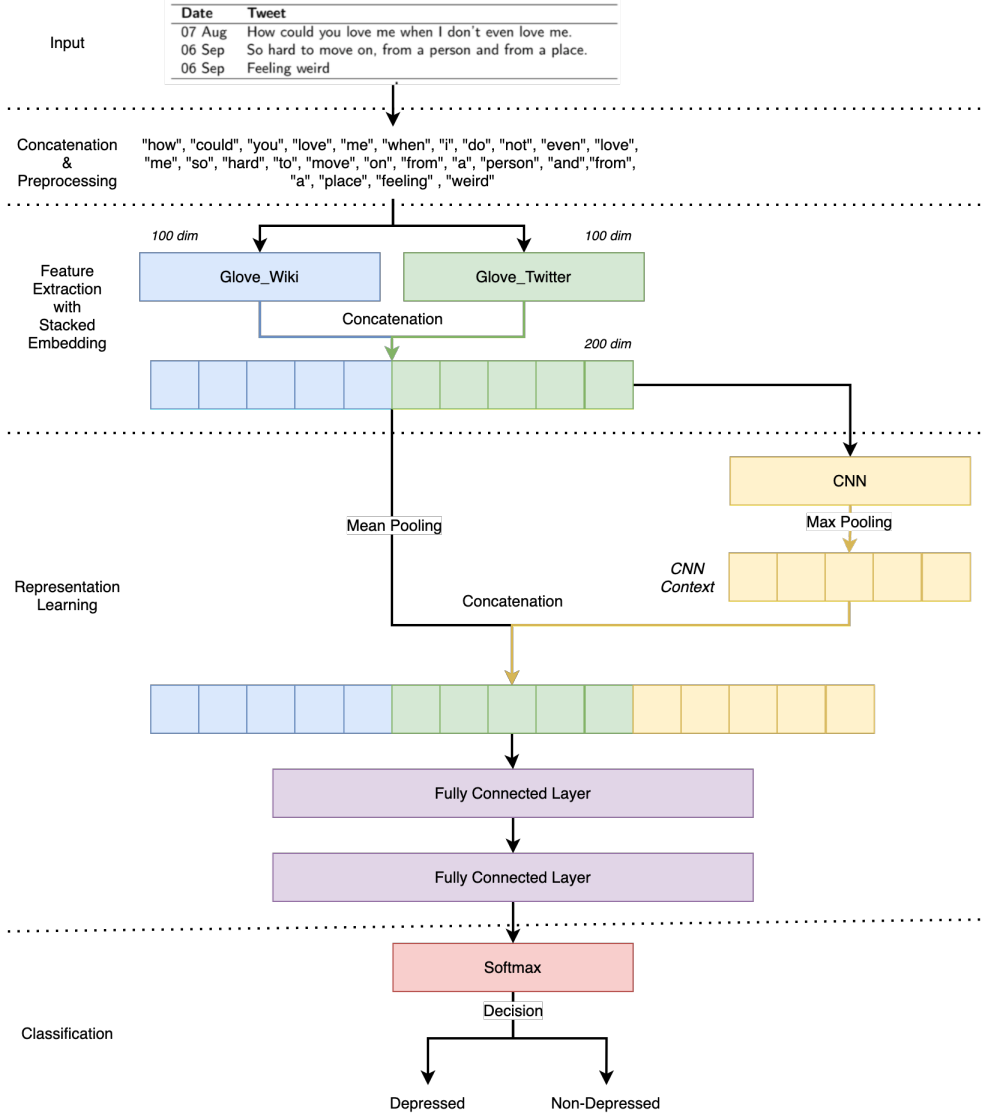 Input
Date Tweet
07 Aug How could you love me when I don't even love me.
06 Sep So hard to move on, from a person and from a place.
06 Sep Feeling weird
Concatenation
&
Preprocessing
"how", "could", "you", "love", "me", "when", "i", "do", "not", "even", "love",
"me", "so", "hard", "to", "move", "on", "from", "a", "person", "and","from",
"a", "place", "feeling" , "weird"
Feature
Extraction
with
Stacked
Embedding
100 dim
100 dim
Glove_Wiki
Glove_Twitter
Concatenation
200 dim
Representation
Learning
CNN
Mean Pooling
Max Pooling
CNN
Context
Concatenation
Fully Connected Layer
Fully Connected Layer
Classification
Softmax
Decision
Depressed
Non-Depressed